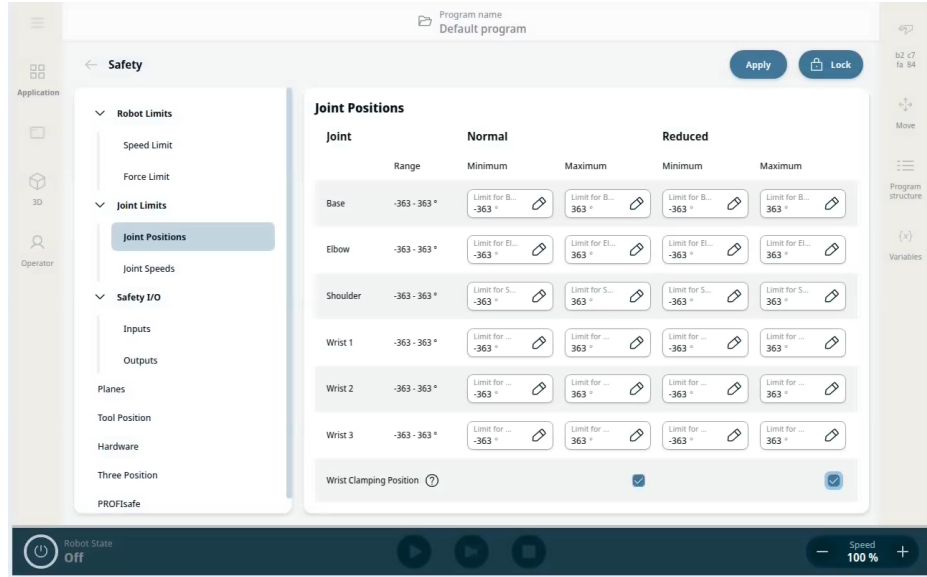 Program name
Default program
Safety
Apply
Lock
b2 c7
fa 84
Application
3D
Operator
Move
Program
structure
{x}
Variables
Robot Limits
Speed Limit
Force Limit
Joint Limits
Joint Positions
Joint Speeds
Safety I/O
Inputs
Outputs
Planes
Tool Position
Hardware
Three Position
PROFIsafe
Joint Positions
Joint Normal Reduced
Range Minimum Maximum Minimum Maximum
Limit for B... Limit for B... Limit for B... Limit for B...
Base -363 - 363 ° -363 ° 363 ° -363 ° 363 °
Limit for El... Limit for El... Limit for El... Limit for El...
Elbow -363 - 363 ° -363 ° 363 ° -363 ° 363 °
Limit for S... Limit for S... Limit for S... Limit for S...
Shoulder -363 - 363 ° -363 ° 363 ° -363 ° 363 °
Limit for ... Limit for ... Limit for ... Limit for ...
Wrist 1 -363 - 363 ° -363 ° 363 ° -363 ° 363 °
Limit for ... Limit for ... Limit for ... Limit for ...
Wrist 2 -363 - 363 ° -363 ° 363 ° -363 ° 363 °
Limit for ... Limit for ... Limit for ... Limit for ...
Wrist 3 -363 - 363 ° -363 ° 363 ° -363 ° 363 °
Wrist Clamping Position ?
Robot State
Off
Speed
100 %